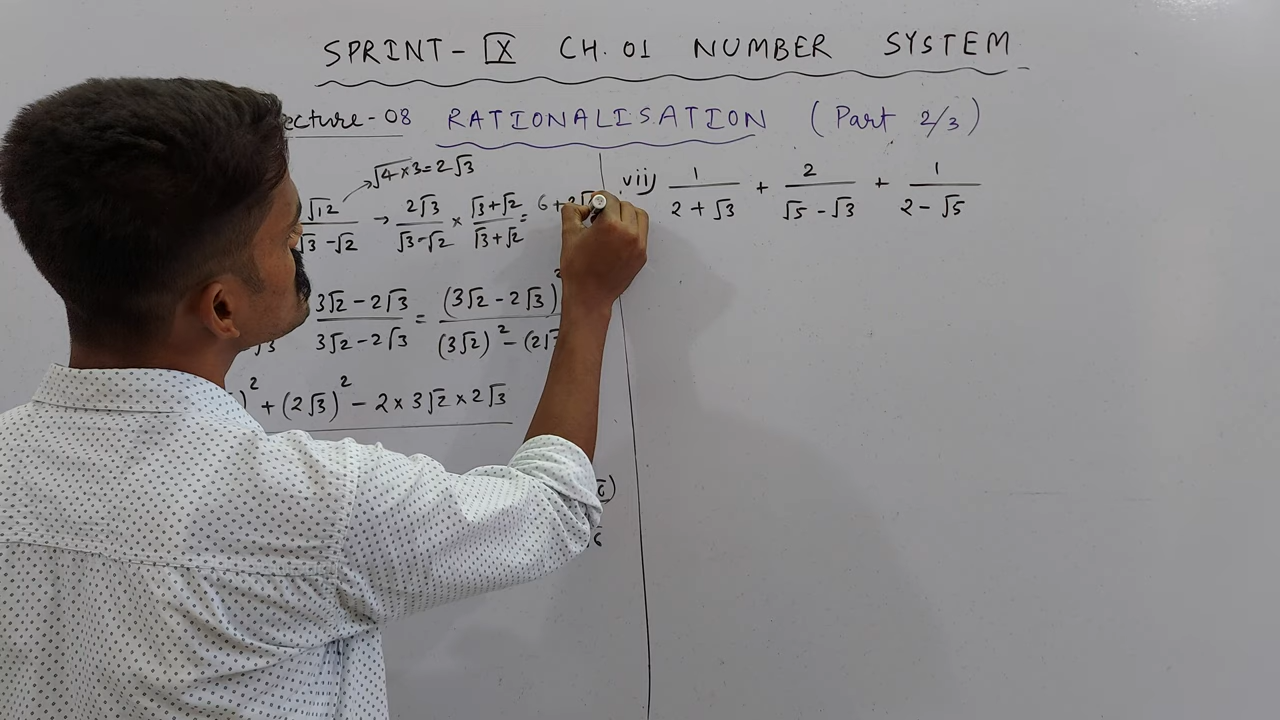 SPRINT - IX CH. 01 NUMBER SYSTEM
ecture - 08 RATIONALISATION (Part 2/3)
√4×3 = 2√3
√12 / √3 - √2 → 2√3 / √3-√2 × √3+√2 / √3+√2 = 6+2√
3√2 - 2√3 / 3√2 - 2√3 = (3√2 - 2√3)² / (3√2)² - (2√
)² + (2√3)² - 2 × 3√2 × 2√3
vii) 1 / 2 + √3 + 2 / √5 - √3 + 1 / 2 - √5